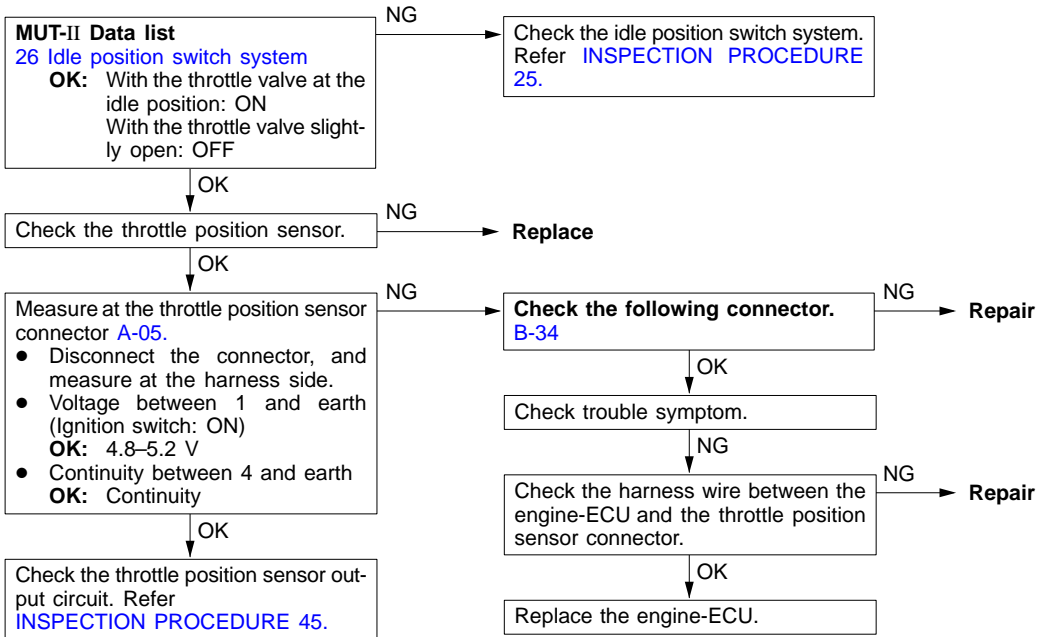 MUT-II Data list
26 Idle position switch system
OK: With the throttle valve at the
idle position: ON
With the throttle valve slight-
ly open: OFF
NG
Check the idle position switch system.
Refer INSPECTION PROCEDURE
25.
OK
Check the throttle position sensor.
NG
Replace
OK
Measure at the throttle position sensor
connector A-05.
● Disconnect the connector, and
measure at the harness side.
● Voltage between 1 and earth
(Ignition switch: ON)
OK: 4.8–5.2 V
● Continuity between 4 and earth
OK: Continuity
NG
Check the following connector.
B-34
NG
Repair
OK
Check trouble symptom.
NG
Check the harness wire between the
engine-ECU and the throttle position
sensor connector.
NG
Repair
OK
Replace the engine-ECU.
OK
Check the throttle position sensor out-
put circuit. Refer
INSPECTION PROCEDURE 45.